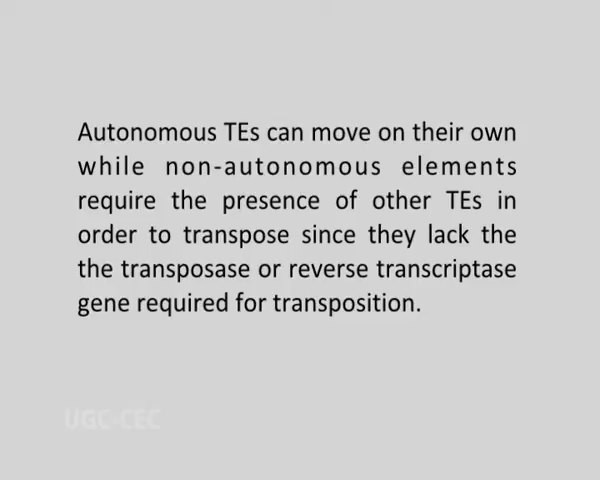 Autonomous TEs can move on their own
while non-autonomous elements
require the presence of other TEs in
order to transpose since they lack the
the transposase or reverse transcriptase
gene required for transposition.
UGC-CEC